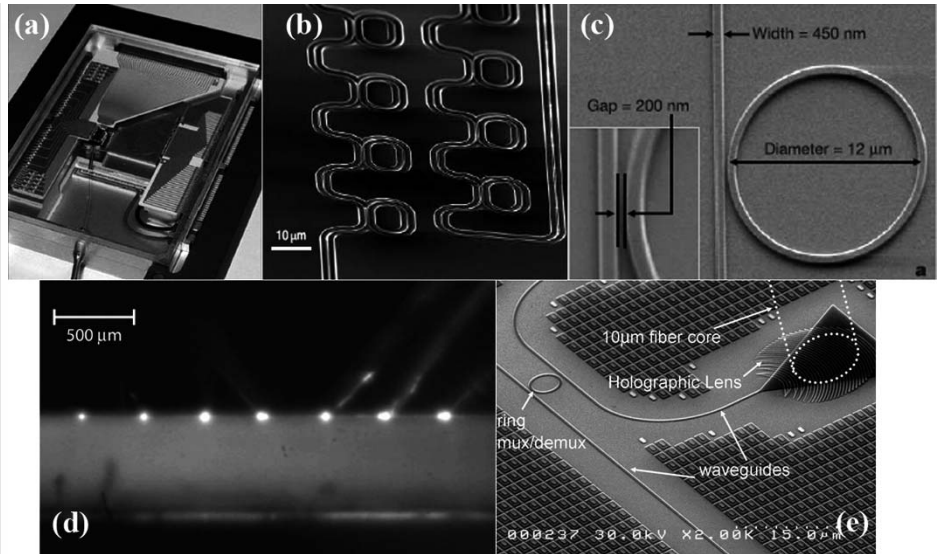 (a)
(b)
10 μm
(c)
Width = 450 nm
Gap = 200 nm
Diameter = 12 μm
a
500 μm
(d)
10μm fiber core
Holographic Lens
ring
mux/demux
waveguides
000237 30.0kV X2.00K 15.0μm
(e)